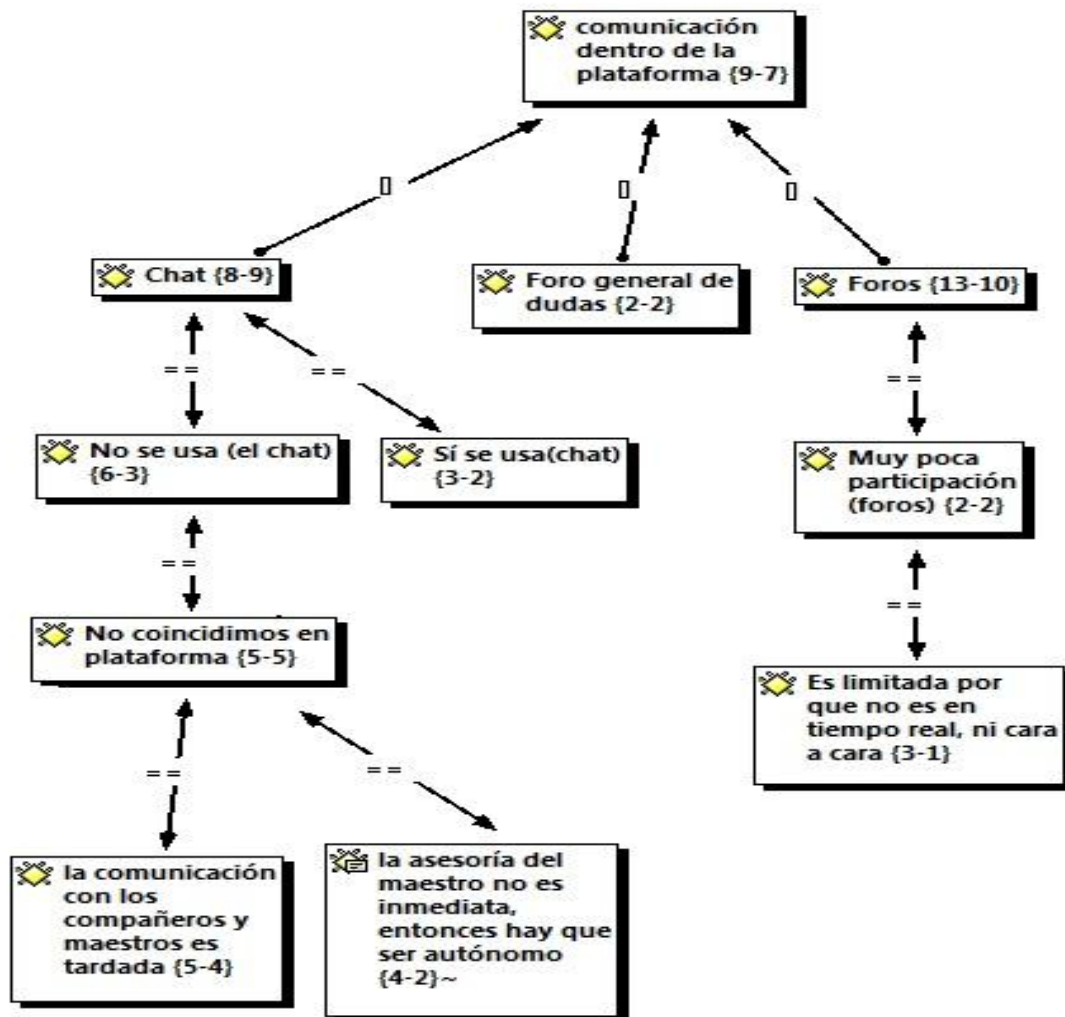 comunicación
dentro de la
plataforma {9-7}
[]
[]
[]
Chat {8-9}
Foro general de
dudas {2-2}
Foros {13-10}
==
==
==
No se usa (el chat)
{6-3}
Sí se usa(chat)
{3-2}
Muy poca
participación
(foros) {2-2}
==
==
No coincidimos en
plataforma {5-5}
Es limitada por
que no es en
tiempo real, ni cara
a cara {3-1}
==
==
la comunicación
con los
compañeros y
maestros es
tardada {5-4}
la asesoría del
maestro no es
inmediata,
entonces hay que
ser autónomo
{4-2}~